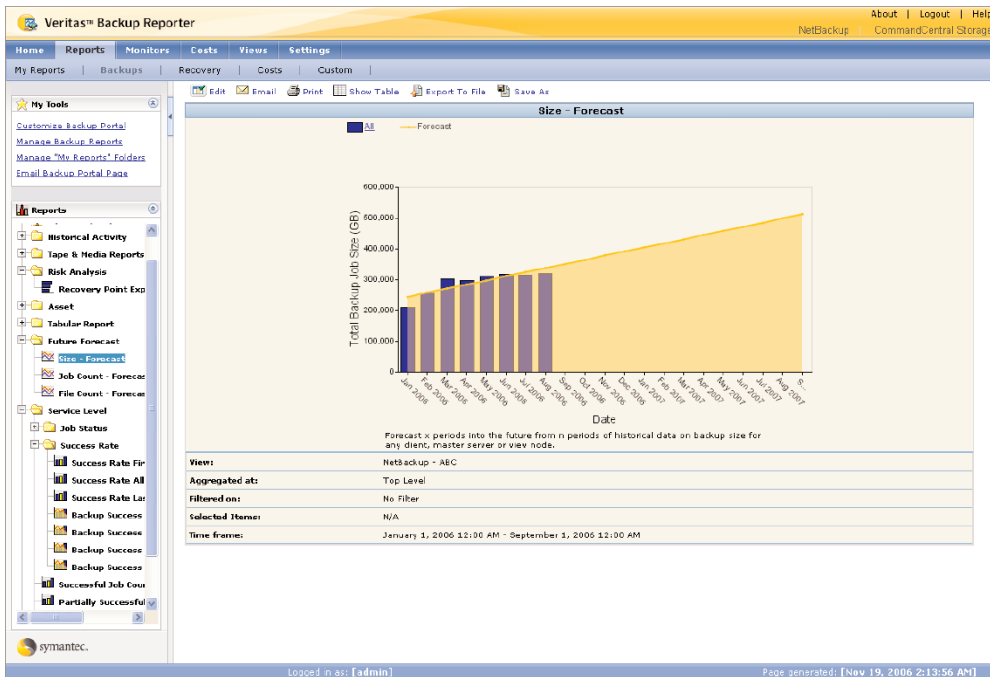 Veritas™ Backup Reporter
About | Logout | Help
NetBackup | CommandCentral Storage
Home Reports Monitors Costs Views Settings
My Reports | Backups | Recovery | Costs | Custom |
My Tools
Customize Backup Portal
Manage Backup Reports
Manage "My Reports" Folders
Email Backup Portal Page
Reports
Historical Activity
Tape & Media Reports
Risk Analysis
Recovery Point Exp
Asset
Tabular Report
Future Forecast
Size - Forecast
Job Count - Forecas
File Count - Forecas
Service Level
Job Status
Success Rate
Success Rate Fir
Success Rate All
Success Rate Las
Backup Success
Backup Success
Backup Success
Backup Success
Successful Job Coun
Partially Successful
symantec.
Edit Email Print Show Table Export To File Save As
Size - Forecast
All Forecast
Total Backup Job Size (GB)
600,000
500,000
400,000
300,000
200,000
100,000
0
Jan 2006 Feb 2006 Mar 2006 Apr 2006 May 2006 Jun 2006 Jul 2006 Aug 2006 Sep 2006 Oct 2006 Nov 2006 Dec 2006 Jan 2007 Feb 2007 Mar 2007 Apr 2007 May 2007 Jun 2007 Jul 2007 Aug 2007 S...
Date
Forecast x periods into the future from n periods of historical data on backup size for
any client, master server or view node.
View: NetBackup - ABC
Aggregated at: Top Level
Filtered on: No Filter
Selected Items: N/A
Time frame: January 1, 2006 12:00 AM - September 1, 2006 12:00 AM
Logged in as: [admin]
Page generated: [Nov 19, 2006 2:13:56 AM]